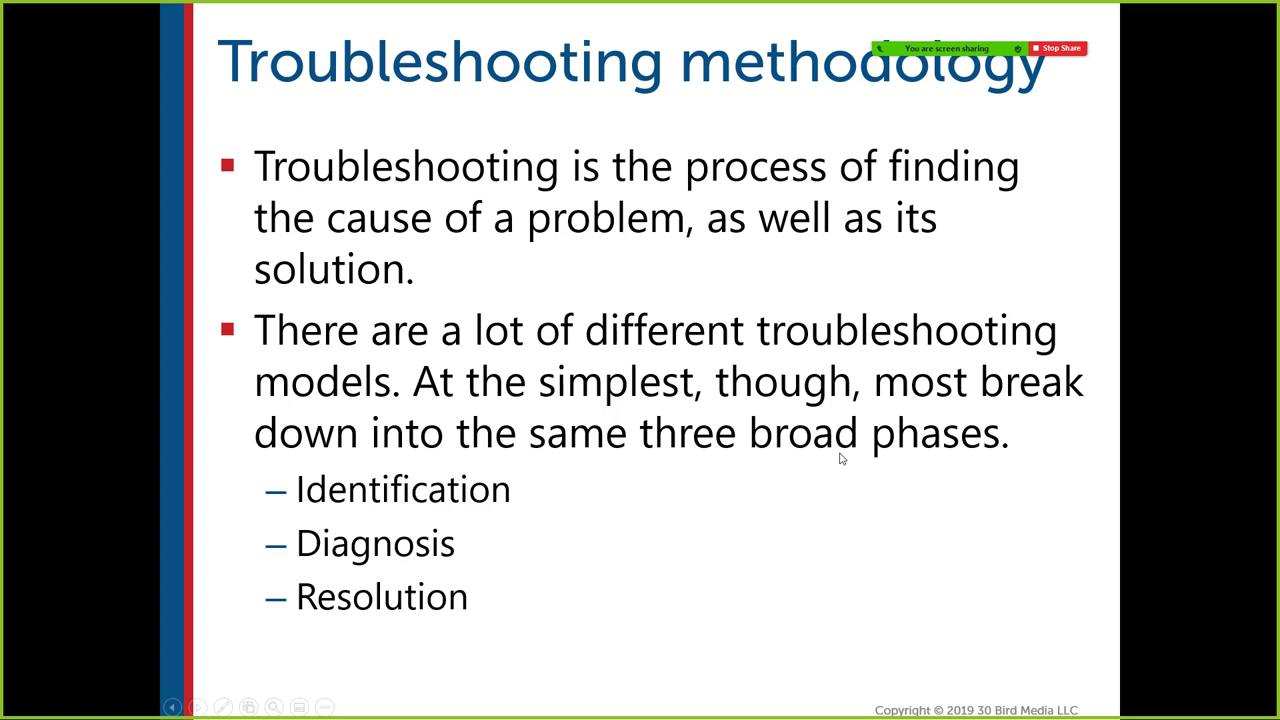 Troubleshooting methodology
You are screen sharing
Stop Share
▪ Troubleshooting is the process of finding
the cause of a problem, as well as its
solution.
▪ There are a lot of different troubleshooting
models. At the simplest, though, most break
down into the same three broad phases.
– Identification
– Diagnosis
– Resolution
Copyright © 2019 30 Bird Media LLC